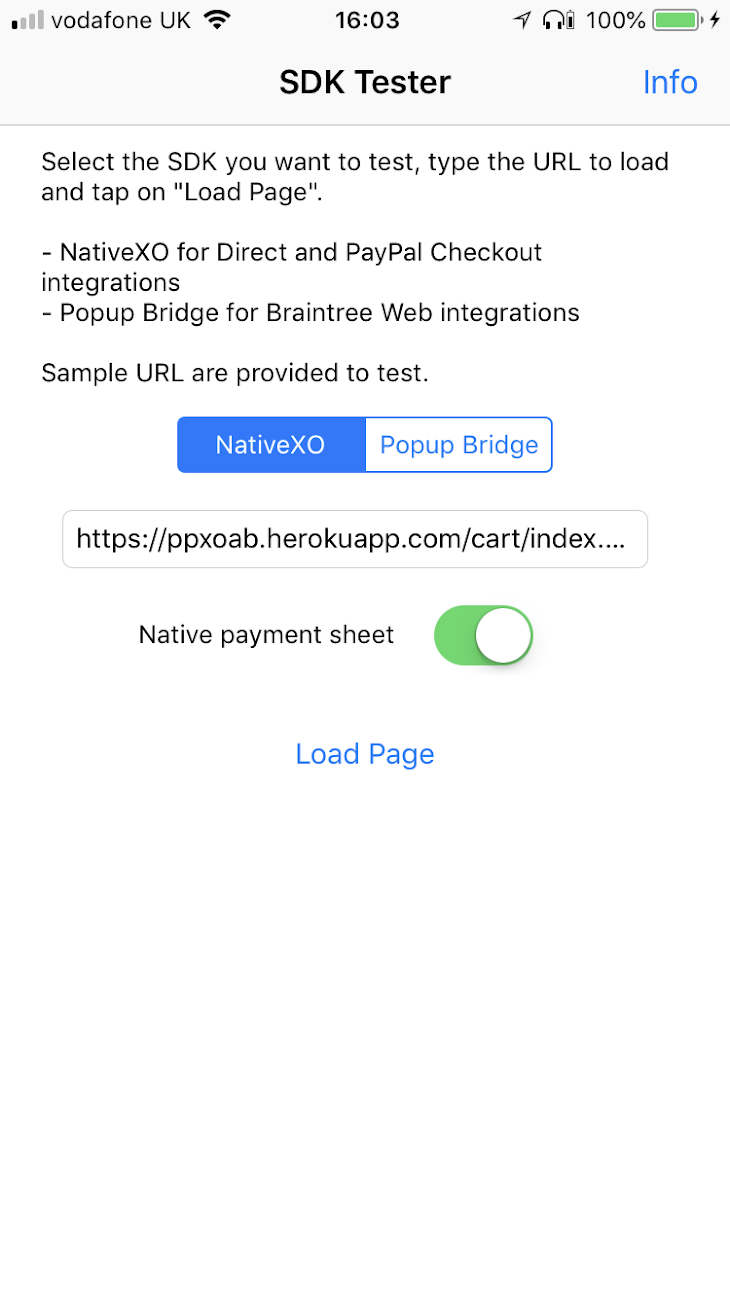 vodafone UK 16:03 100%
SDK Tester Info
Select the SDK you want to test, type the URL to load
and tap on "Load Page".
- NativeXO for Direct and PayPal Checkout
integrations
- Popup Bridge for Braintree Web integrations
Sample URL are provided to test.
NativeXO Popup Bridge
https://ppxoab.herokuapp.com/cart/index....
Native payment sheet
Load Page